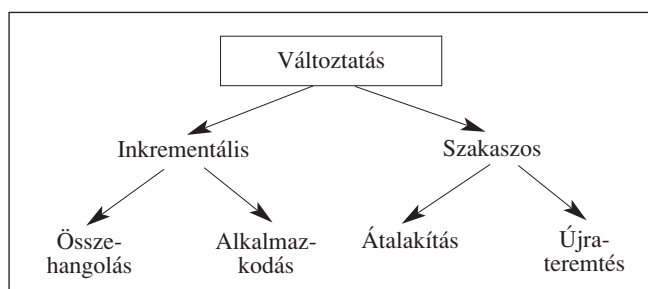 Változtatás
Inkrementális
Szakaszos
Össze-
hangolás
Alkalmaz-
kodás
Átalakítás
Újra-
teremtés